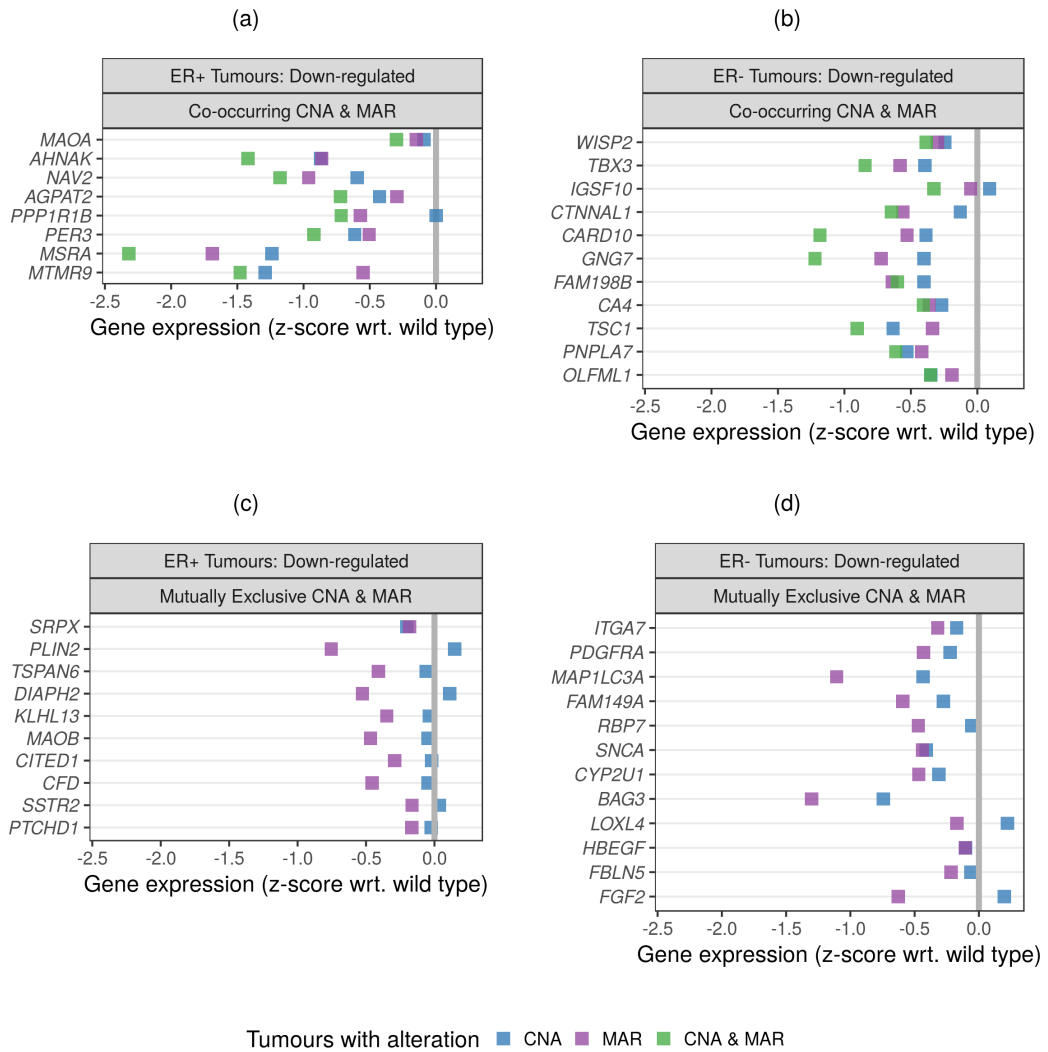 (a)
ER+ Tumours: Down-regulated
Co-occurring CNA & MAR
MAOA
AHNAK
NAV2
AGPAT2
PPP1R1B
PER3
MSRA
MTMR9
-2.5 -2.0 -1.5 -1.0 -0.5 0.0
Gene expression (z-score wrt. wild type)
(b)
ER- Tumours: Down-regulated
Co-occurring CNA & MAR
WISP2
TBX3
IGSF10
CTNNAL1
CARD10
GNG7
FAM198B
CA4
TSC1
PNPLA7
OLFML1
-2.5 -2.0 -1.5 -1.0 -0.5 0.0
Gene expression (z-score wrt. wild type)
(c)
ER+ Tumours: Down-regulated
Mutually Exclusive CNA & MAR
SRPX
PLIN2
TSPAN6
DIAPH2
KLHL13
MAOB
CITED1
CFD
SSTR2
PTCHD1
-2.5 -2.0 -1.5 -1.0 -0.5 0.0
Gene expression (z-score wrt. wild type)
(d)
ER- Tumours: Down-regulated
Mutually Exclusive CNA & MAR
ITGA7
PDGFRA
MAP1LC3A
FAM149A
RBP7
SNCA
CYP2U1
BAG3
LOXL4
HBEGF
FBLN5
FGF2
-2.5 -2.0 -1.5 -1.0 -0.5 0.0
Gene expression (z-score wrt. wild type)
Tumours with alteration CNA MAR CNA & MAR